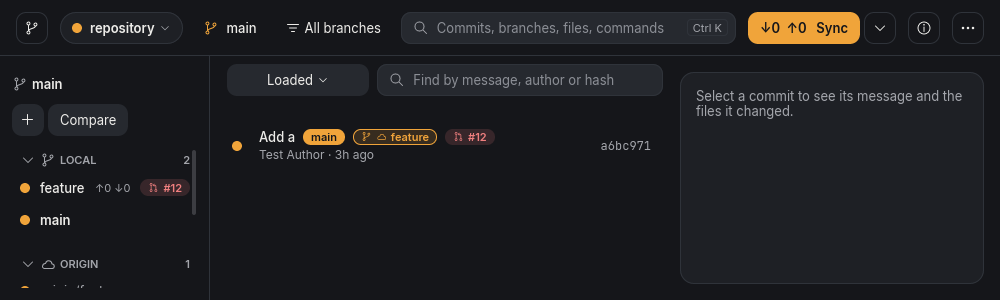 repository
main
All branches
Commits, branches, files, commands
Ctrl K
↓0 ↑0 Sync
main
+ Compare
LOCAL 2
feature ↑0 ↓0 #12
main
ORIGIN 1
Loaded
Find by message, author or hash
Add a main feature #12
Test Author · 3h ago
a6bc971
Select a commit to see its message and the
files it changed.